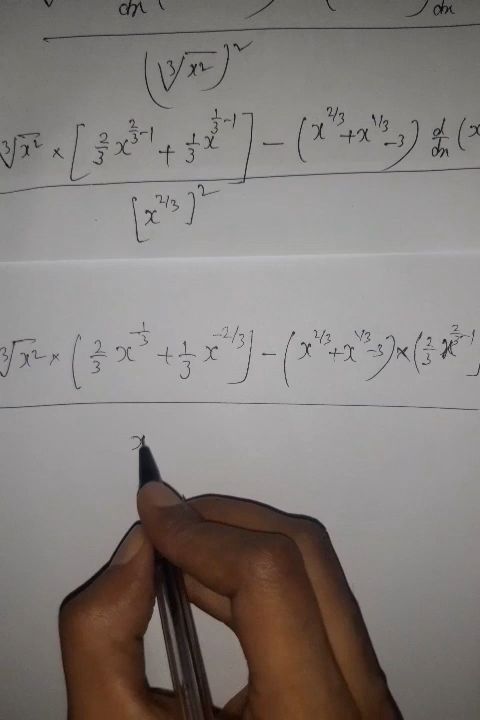 dx dx
(∛x²)²
∛x² × [2/3 x^(2/3-1) + 1/3 x^(1/3-1)] - (x^(2/3) + x^(1/3) - 3) d/dx (x
[x^(2/3)]²
∛x² × [2/3 x^(-1/3) + 1/3 x^(-2/3)] - (x^(2/3) + x^(1/3) - 3) × (2/3 x^(2/3-1)
x